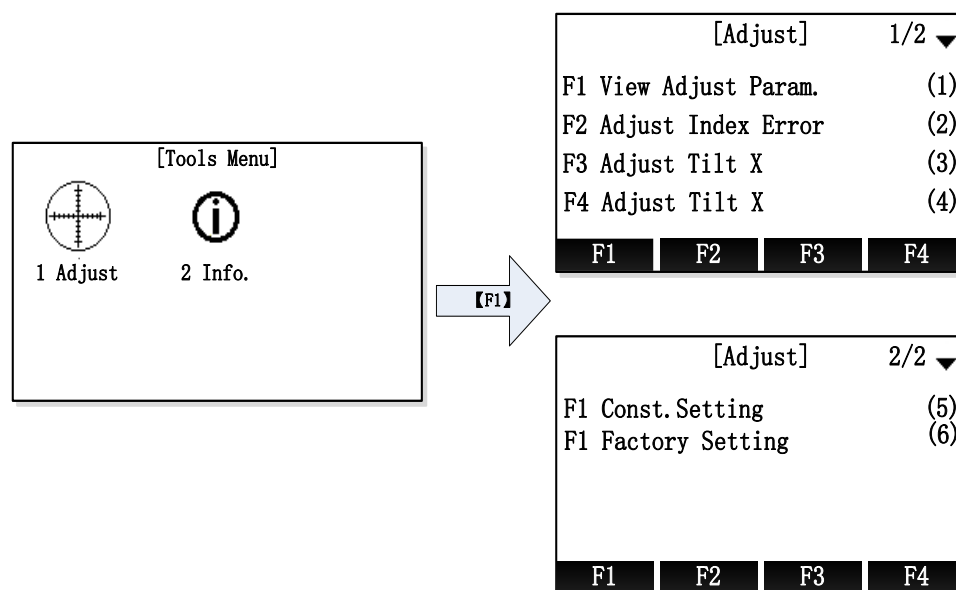 [Tools Menu]
1 Adjust 2 Info.
【F1】
[Adjust] 1/2
F1 View Adjust Param. (1)
F2 Adjust Index Error (2)
F3 Adjust Tilt X (3)
F4 Adjust Tilt X (4)
F1 F2 F3 F4
[Adjust] 2/2
F1 Const.Setting (5)
F1 Factory Setting (6)
F1 F2 F3 F4